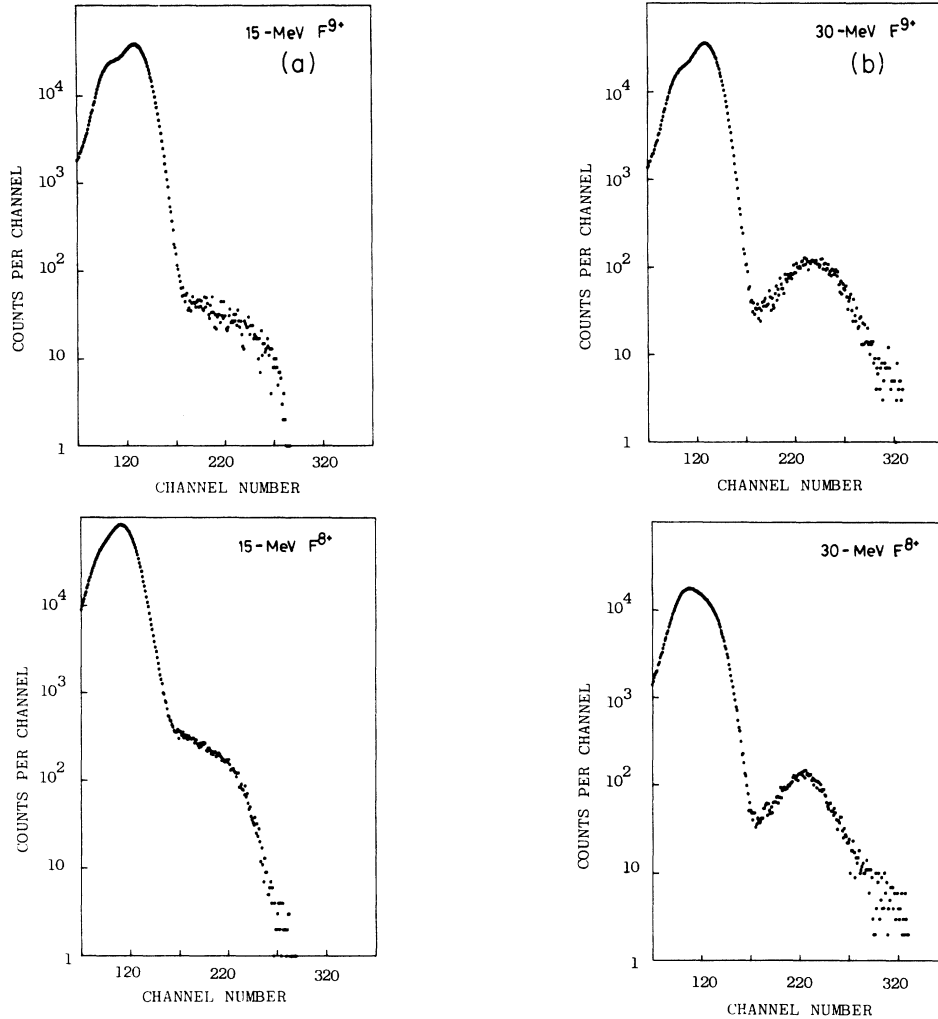 15-MeV F9+
(a)
COUNTS PER CHANNEL
10^4
10^3
10^2
10
1
120 220 320
CHANNEL NUMBER
30-MeV F9+
(b)
COUNTS PER CHANNEL
10^4
10^3
10^2
10
1
120 220 320
CHANNEL NUMBER
15-MeV F8+
COUNTS PER CHANNEL
10^4
10^3
10^2
10
1
120 220 320
CHANNEL NUMBER
30-MeV F8+
COUNTS PER CHANNEL
10^4
10^3
10^2
10
1
120 220 320
CHANNEL NUMBER